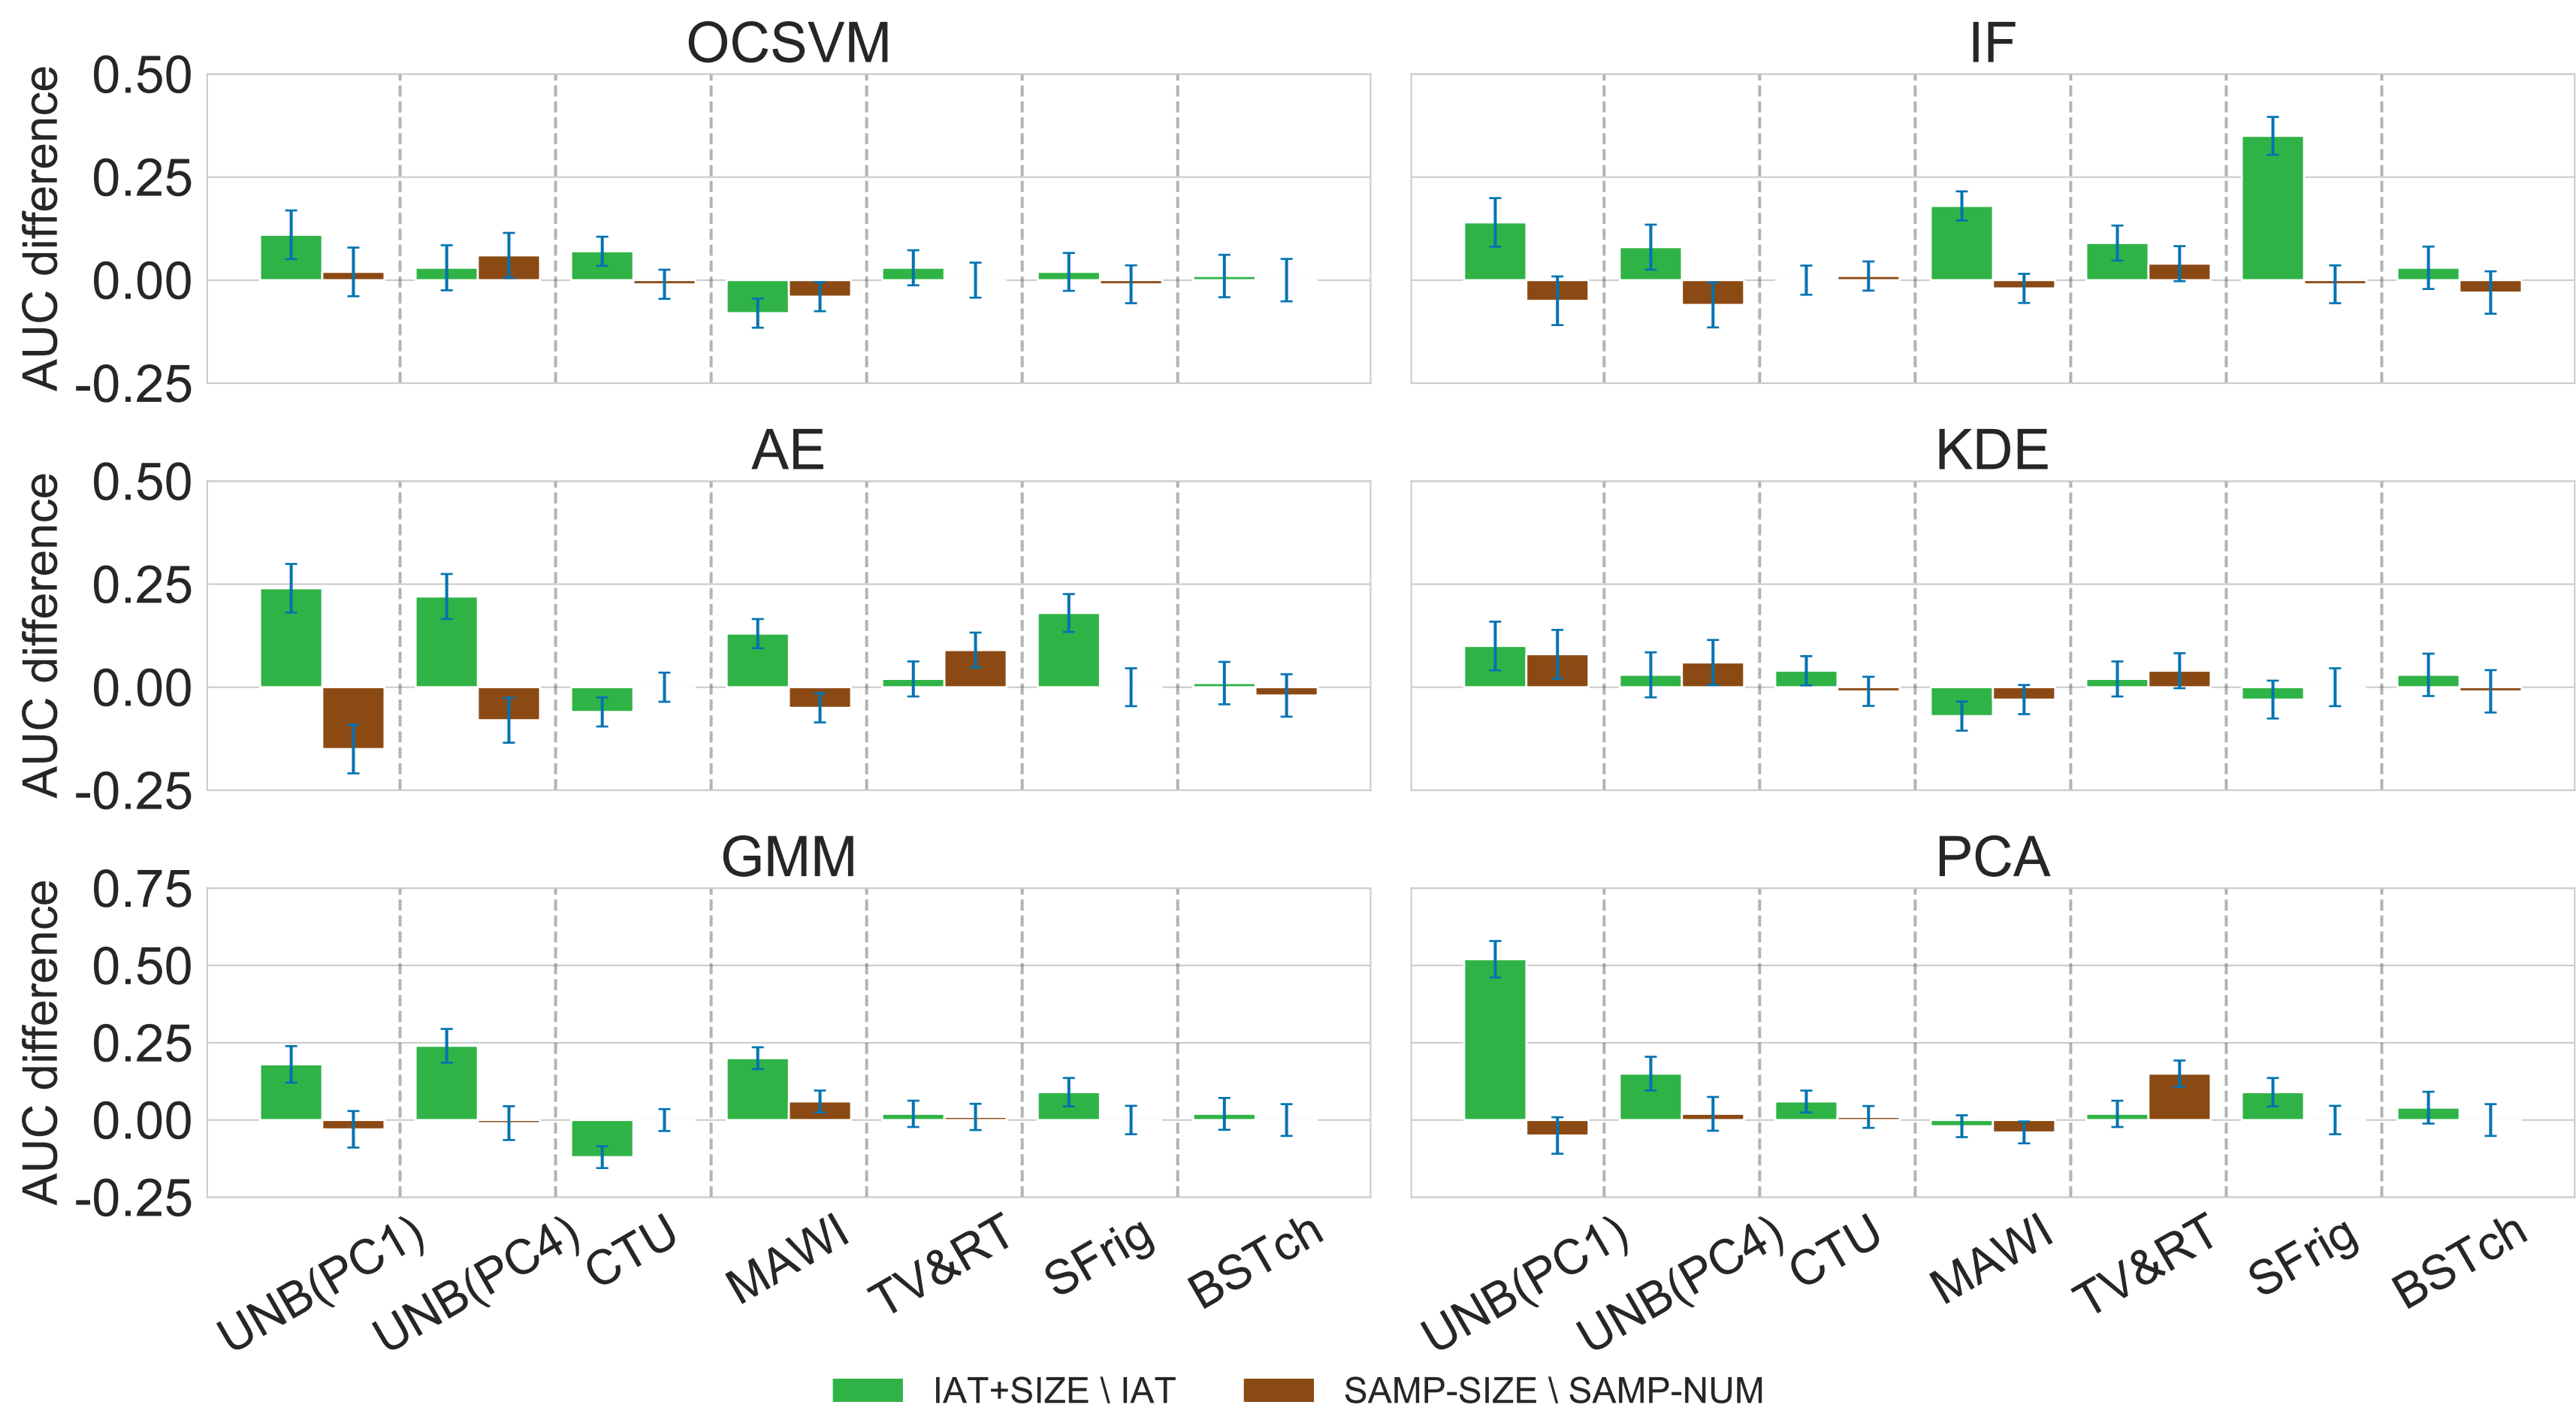 OCSVM
IF
AUC difference
0.50
0.25
0.00
-0.25
AE
KDE
AUC difference
0.50
0.25
0.00
-0.25
GMM
PCA
AUC difference
0.75
0.50
0.25
0.00
-0.25
UNB(PC1)
UNB(PC4)
CTU
MAWI
TV&RT
SFrig
BSTch
UNB(PC1)
UNB(PC4)
CTU
MAWI
TV&RT
SFrig
BSTch
IAT+SIZE \ IAT
SAMP-SIZE \ SAMP-NUM